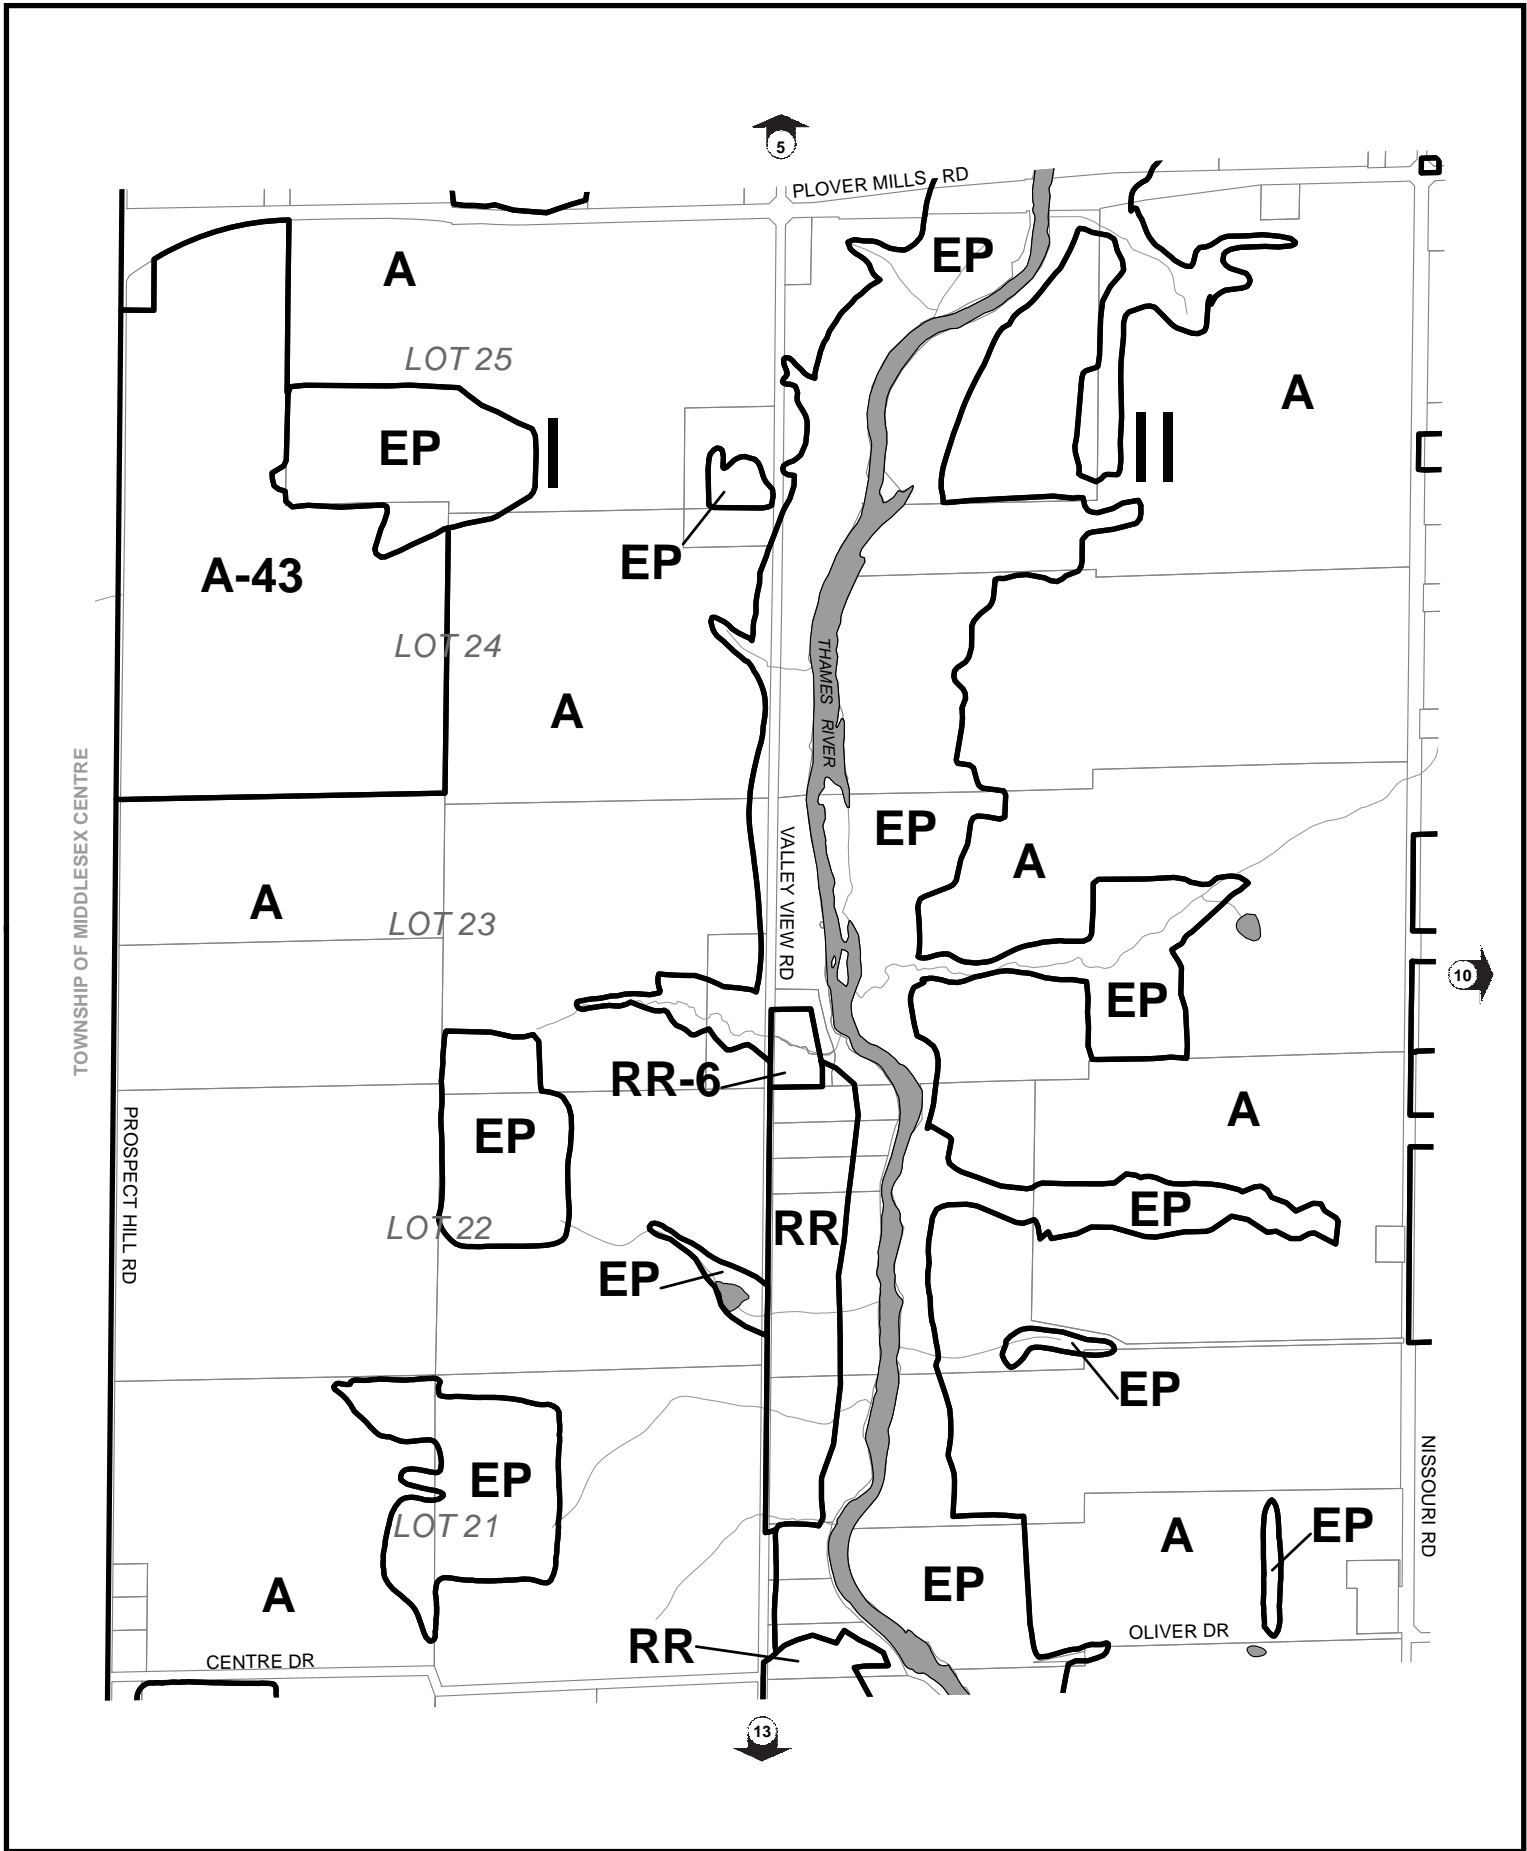 5
PLOVER MILLS RD
EP
A
LOT 25
A
EP
I
II
EP
A-43
LOT 24
THAMES RIVER
A
TOWNSHIP OF MIDDLESEX CENTRE
EP
VALLEY VIEW RD
A
A
LOT 23
10
EP
RR-6
A
PROSPECT HILL RD
EP
EP
LOT 22
RR
EP
EP
NISSOURI RD
EP
LOT 21
EP
A
EP
A
OLIVER DR
RR
CENTRE DR
13